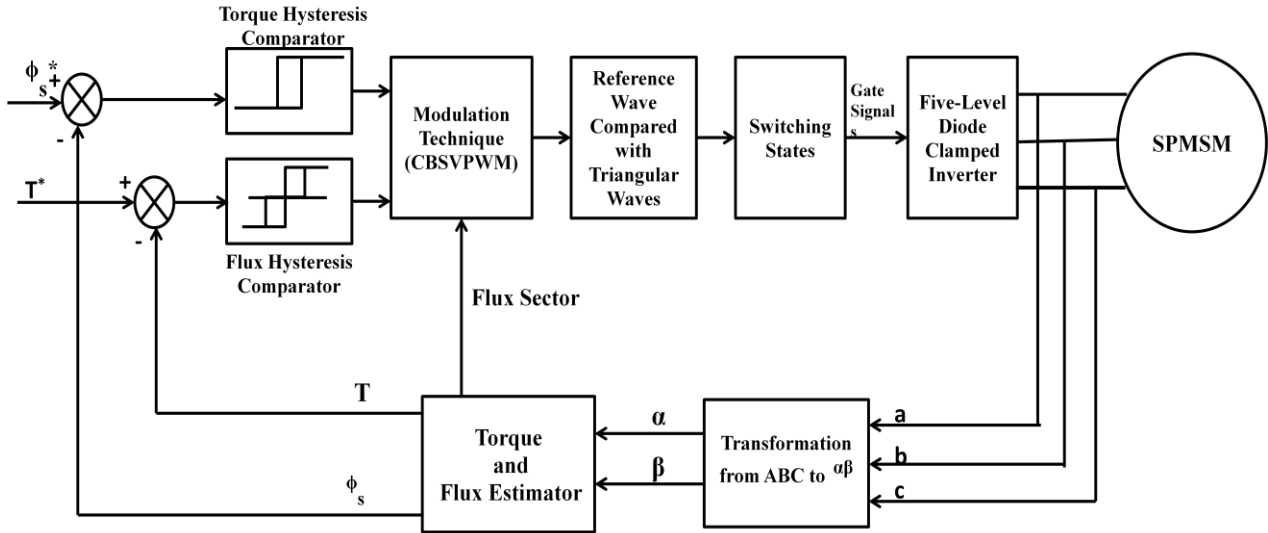 Torque Hysteresis
Comparator
ϕs*
+
-
T*
+
-
Flux Hysteresis
Comparator
Modulation
Technique
(CBSVPWM)
Reference
Wave
Compared
with
Triangular
Waves
Switching
States
Gate
Signal
s
Five-Level
Diode
Clamped
Inverter
SPMSM
Flux Sector
T
ϕs
Torque
and
Flux Estimator
α
β
Transformation
from ABC to αβ
a
b
c